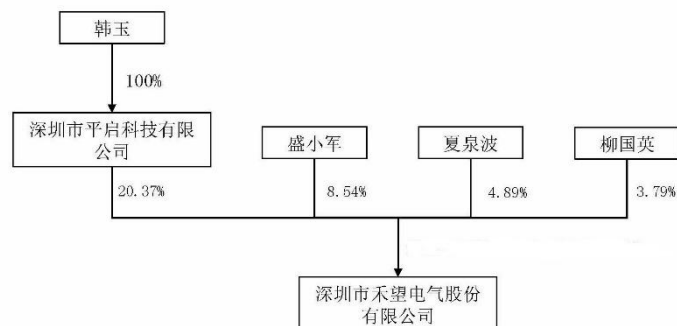 韩玉
100%
深圳市平启科技有限
公司
盛小军
夏泉波
柳国英
20.37%
8.54%
4.89%
3.79%
深圳市禾望电气股份
有限公司